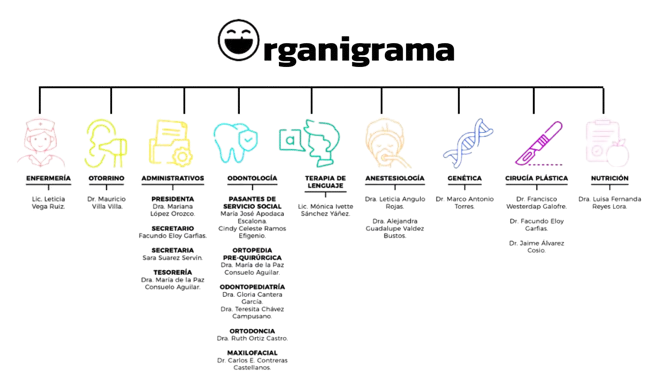 Organigrama
ENFERMERÍA
Lic. Leticia
Vega Ruiz.
OTORRINO
Dr. Mauricio
Villa Villa.
ADMINISTRATIVOS
PRESIDENTA
Dra. Mariana
López Orozco.
SECRETARIO
Facundo Eloy Garfias.
SECRETARIA
Sara Suarez Servín.
TESORERÍA
Dra. María de la Paz
Consuelo Aguilar.
ODONTOLOGÍA
PASANTES DE
SERVICIO SOCIAL
María José Apodaca
Escalona.
Cindy Celeste Ramos
Efigenio.
ORTOPEDIA
PRE-QUIRÚRGICA
Dra. María de la Paz
Consuelo Aguilar.
ODONTOPEDIATRÍA
Dra. Gloria Cantera
García.
Dra. Teresita Chávez
Campusano.
ORTODONCIA
Dra. Ruth Ortiz Castro.
MAXILOFACIAL
Dr. Carlos E. Contreras
Castellanos.
TERAPIA DE
LENGUAJE
Lic. Mónica Ivette
Sánchez Yáñez.
ANESTESIOLOGÍA
Dra. Leticia Angulo
Rojas.
Dra. Alejandra
Guadalupe Valdez
Bustos.
GENÉTICA
Dr. Marco Antonio
Torres.
CIRUGÍA PLÁSTICA
Dr. Francisco
Westerdap Galofre.
Dr. Facundo Eloy
Garfias.
Dr. Jaime Álvarez
Cosio.
NUTRICIÓN
Dra. Luisa Fernanda
Reyes Lora.